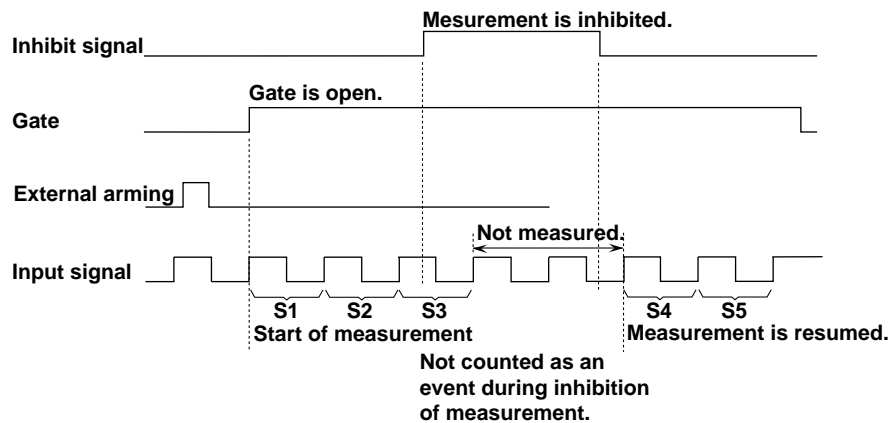 Mesurement is inhibited.
Inhibit signal
Gate is open.
Gate
External arming
Not measured.
Input signal
S1 S2 S3 S4 S5
Start of measurement Measurement is resumed.
Not counted as an
event during inhibition
of measurement.